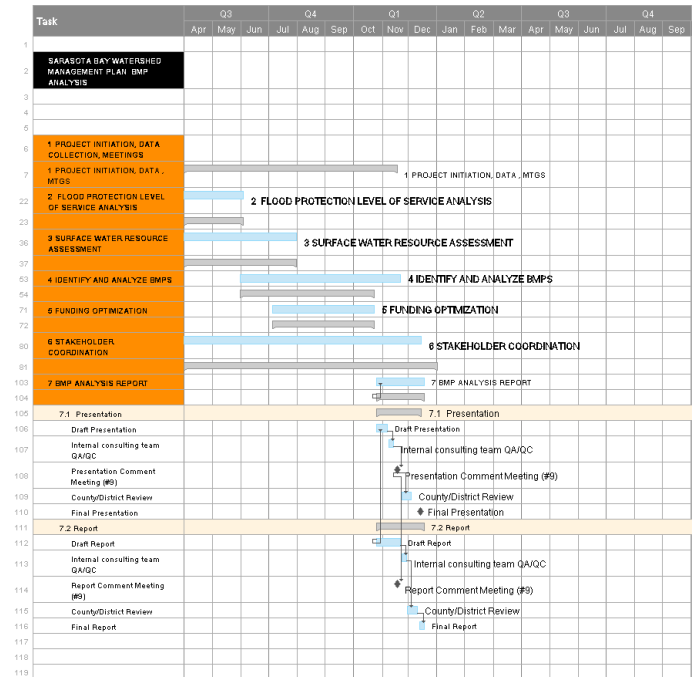 Task
Q3 Q4 Q1 Q2 Q3 Q4
Apr May Jun Jul Aug Sep Oct Nov Dec Jan Feb Mar Apr May Jun Jul Aug Sep
1
2 SARASOTA BAY WATERSHED
MANAGEMENT PLAN BMP
ANALYSIS
3
4
5
6 1 PROJECT INITIATION, DATA
COLLECTION, MEETINGS
7 1 PROJECT INITIATION, DATA ,
MTGS
1 PROJECT INITIATION, DATA , MTGS
22 2 FLOOD PROTECTION LEVEL
OF SERVICE ANALYSIS
2 FLOOD PROTECTION LEVEL OF SERVICE ANALYSIS
23
36 3 SURFACE WATER RESOURCE
ASSESSMENT
3 SURFACE WATER RESOURCE ASSESSMENT
37
53 4 IDENTIFY AND ANALYZE BMPS 4 IDENTIFY AND ANALYZE BMPS
54
71 5 FUNDING OPTIMIZATION 5 FUNDING OPTIMIZATION
72
80 6 STAKEHOLDER
COORDINATION
6 STAKEHOLDER COORDINATION
81
103 7 BMP ANALYSIS REPORT 7 BMP ANALYSIS REPORT
104
105 7.1 Presentation 7.1 Presentation
106 Draft Presentation Draft Presentation
107 Internal consulting team
QA/QC
Internal consulting team QA/QC
108 Presentation Comment
Meeting (#9)
Presentation Comment Meeting (#9)
109 County/District Review County/District Review
110 Final Presentation Final Presentation
111 7.2 Report 7.2 Report
112 Draft Report Draft Report
113 Internal consulting team
QA/QC
Internal consulting team QA/QC
114 Report Comment Meeting
(#9)
Report Comment Meeting (#9)
115 County/District Review County/District Review
116 Final Report Final Report
117
118
119